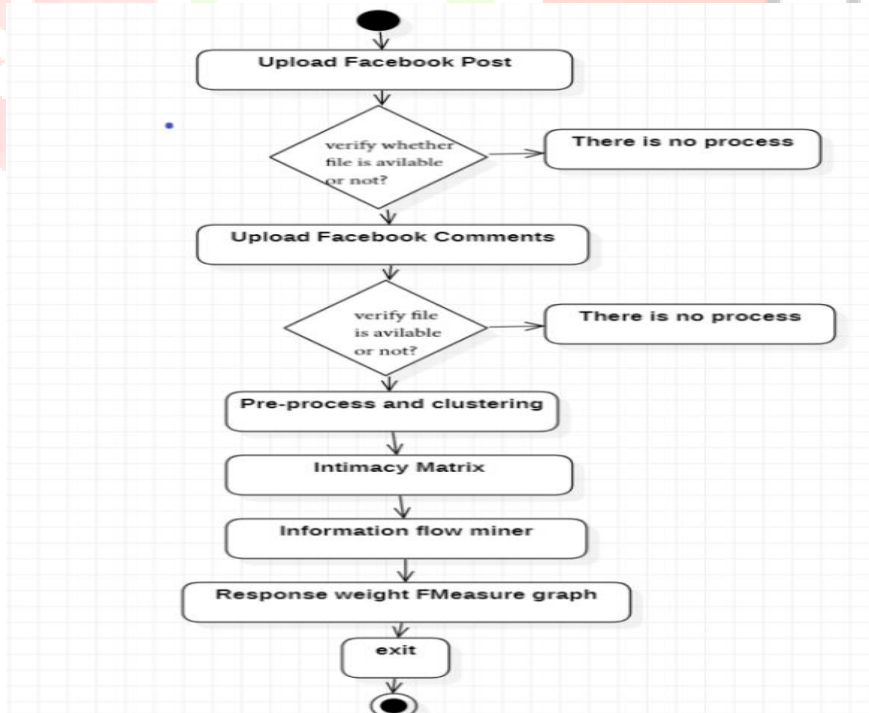 Upload Facebook Post
verify whether
file is avilable
or not?
There is no process
Upload Facebook Comments
verify file
is avilable
or not?
There is no process
Pre-process and clustering
Intimacy Matrix
Information flow miner
Response weight FMeasure graph
exit